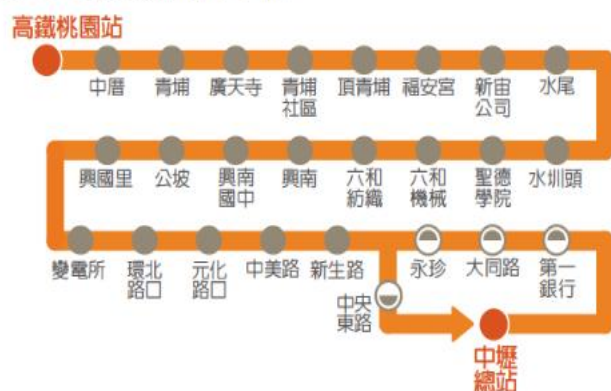 高鐵桃園站
中厝
青埔
廣天寺
青埔
社區
頂青埔
福安宮
新宙
公司
水尾
興國里
公坡
興南
國中
興南
六和
紡織
六和
機械
聖德
學院
水圳頭
變電所
環北
路口
元化
路口
中美路
新生路
中央
東路
永珍
大同路
第一
銀行
中壢
總站